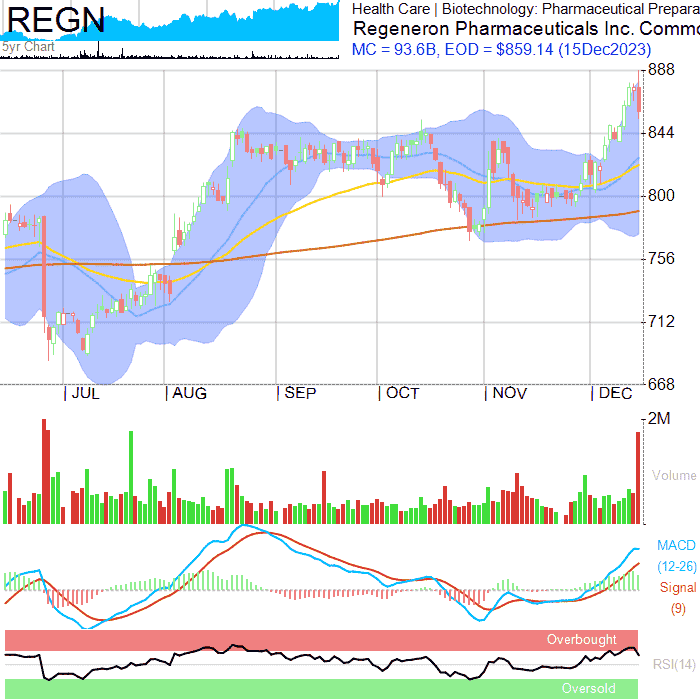 REGN
5yr Chart
Health Care | Biotechnology: Pharmaceutical Prepara
Regeneron Pharmaceuticals Inc. Commo
MC = 93.6B, EOD = $859.14 (15Dec2023)
888
844
800
756
712
668
JUL AUG SEP OCT NOV DEC
2M
Volume
MACD
(12-26)
Signal
(9)
Overbought
RSI(14)
Oversold